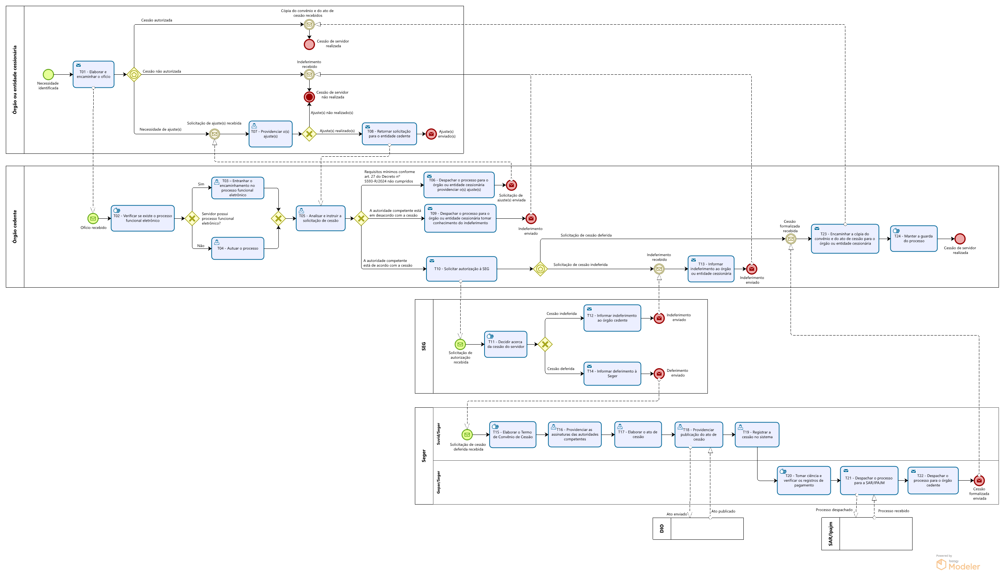 Órgão ou entidade cessionária
Cópia do convênio e do ato de
cessão recebidos
Cessão autorizada
Cessão de servidor
realizada
Indeferimento
recebido
Cessão não autorizada
T01 - Elaborar e
encaminhar o ofício
Necessidade
identificada
Cessão de servidor
não realizada
Ajuste(s) não realizado(s)
Solicitação de ajuste(s) recebida
Necessidade de ajuste(s)
T07 - Providenciar o(s)
ajuste(s)
Ajuste(s) realizado(s)
T08 - Retornar solicitação
para o entidade cedente
Ajuste(s)
enviado(s)
Órgão cedente
Ofício recebido
T02 - Verificar se existe o processo
funcional eletrônico
Servidor possui
processo funcional
eletrônico?
Sim
T03 – Entranhar o
encaminhamento no
processo funcional
eletrônico
Não
T04 - Autuar o processo
T05 - Analisar e instruir a
solicitação de cessão
Requisitos mínimos conforme
art. 27 do Decreto nº
5593-R/2024 não cumpridos
T06 - Despachar o processo para o
órgão ou entidade cessionária
providenciar o(s) ajuste(s)
Solicitação de
ajuste(s) enviada
A autoridade competente está
em desacordo com a cessão
T09 - Despachar o processo para o
órgão ou entidade cessionária tomar
conhecimento do indeferimento
Indeferimento
enviado
A autoridade competente
está de acordo com a cessão
T10 - Solicitar autorização à SEG
Solicitação de cessão deferida
Solicitação de cessão indeferida
Indeferimento
recebido
T13 - Informar
indeferimento ao órgão
ou entidade cessionária
Indeferimento
enviado
Cessão
formalizada
recebida
T23 - Encaminhar a cópia do
convênio e do ato de cessão para o
órgão ou entidade cessionária
T24 - Manter a guarda
do processo
Cessão de servidor
realizada
SEG
Solicitação de
autorização
recebida
T11 - Decidir acerca
da cessão do servidor
Cessão indeferida
T12 - Informar indeferimento
ao órgão cedente
Indeferimento
enviado
Cessão deferida
T14 - Informar deferimento à
Seger
Deferimento
enviado
Seger
Suvid/Seger
Solicitação de cessão
deferida recebida
T15 - Elaborar o Termo
de Convênio de Cessão
T16 - Providenciar as
assinaturas das autoridades
competentes
T17 - Elaborar o ato de
cessão
T18 - Providenciar
publicação do ato de
cessão
T19 - Registrar a
cessão no sistema
Gepar/Seger
T20 - Tomar ciência e
verificar os registros de
pagamento
T21 - Despachar o processo
para a SAR/IPAJM
T22 - Despachar o
processo para o órgão
cedente
Cessão
formalizada
enviada
Ato enviado
Ato publicado
DIO
Processo despachado
Processo recebido
SAR/Ipajm
Powered by
bizagi
Modeler